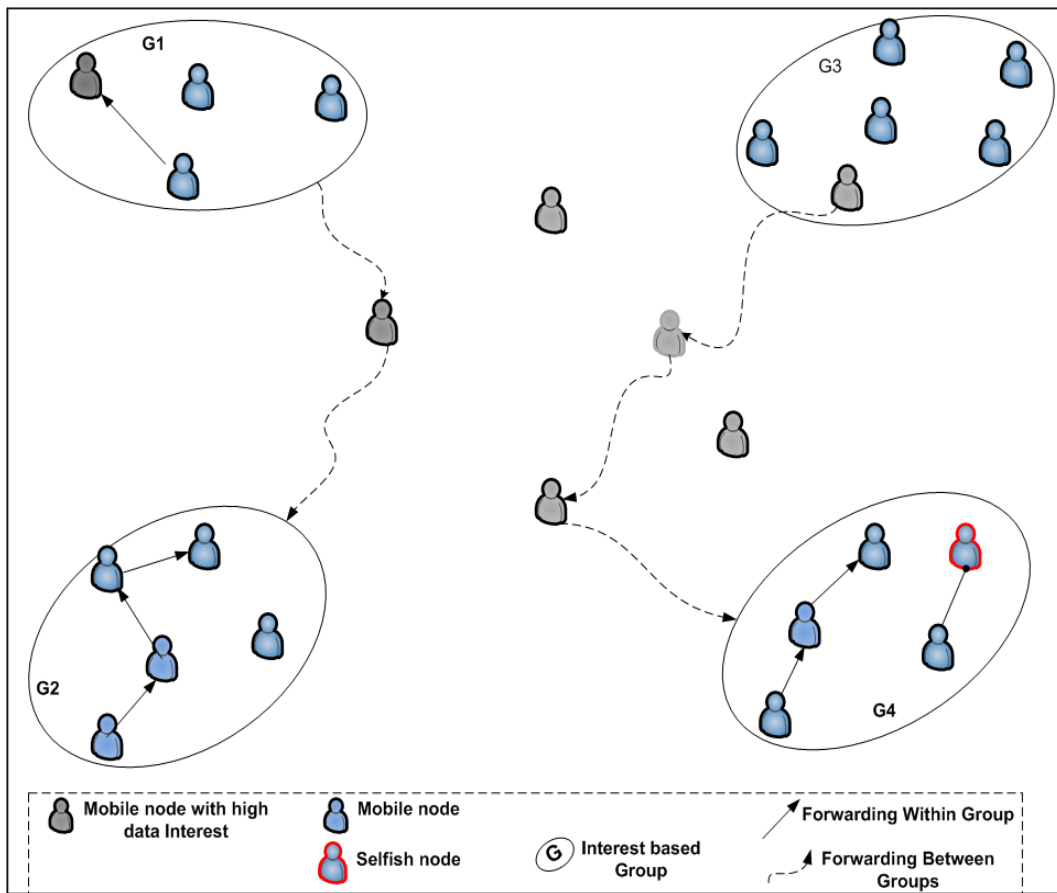 G1
G3
G2
G4
Mobile node with high
data Interest
Mobile node
Selfish node
G
Interest based
Group
Forwarding Within Group
Forwarding Between
Groups